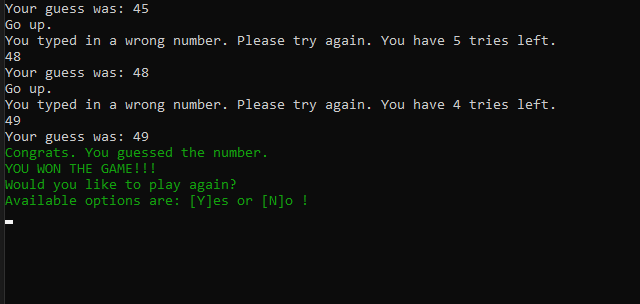 Your guess was: 45
Go up.
You typed in a wrong number. Please try again. You have 5 tries left.
48
Your guess was: 48
Go up.
You typed in a wrong number. Please try again. You have 4 tries left.
49
Your guess was: 49
Congrats. You guessed the number.
YOU WON THE GAME!!!
Would you like to play again?
Available options are: [Y]es or [N]o !